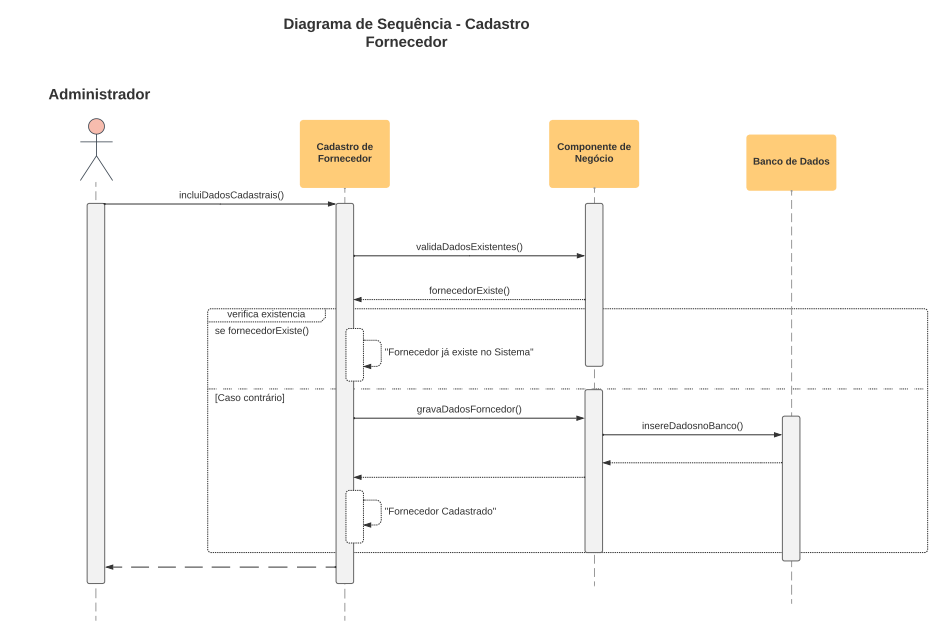 Diagrama de Sequência - Cadastro
Fornecedor
Administrador
Cadastro de
Fornecedor
Componente de
Negócio
Banco de Dados
incluiDadosCadastrais()
validaDadosExistentes()
fornecedorExiste()
verifica existencia
se fornecedorExiste()
"Fornecedor já existe no Sistema"
[Caso contrário]
gravaDadosForncedor()
insereDadosnoBanco()
"Fornecedor Cadastrado"